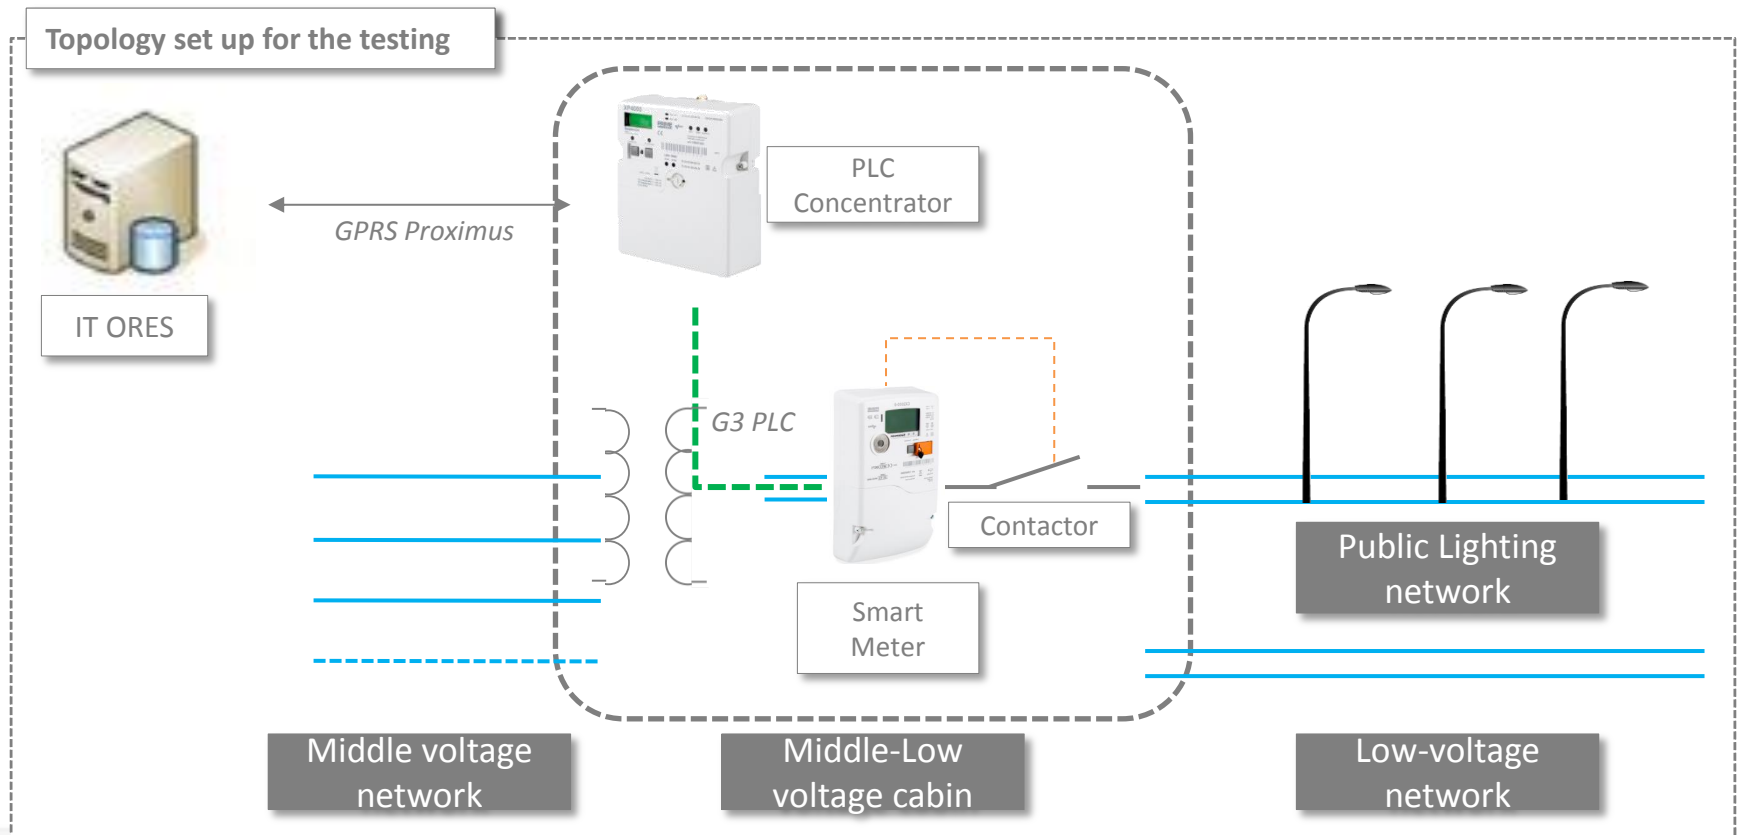 Topology set up for the testing
PLC
Concentrator
GPRS Proximus
IT ORES
G3 PLC
Contactor
Public Lighting
network
Smart
Meter
Middle voltage
network
Middle-Low
voltage cabin
Low-voltage
network